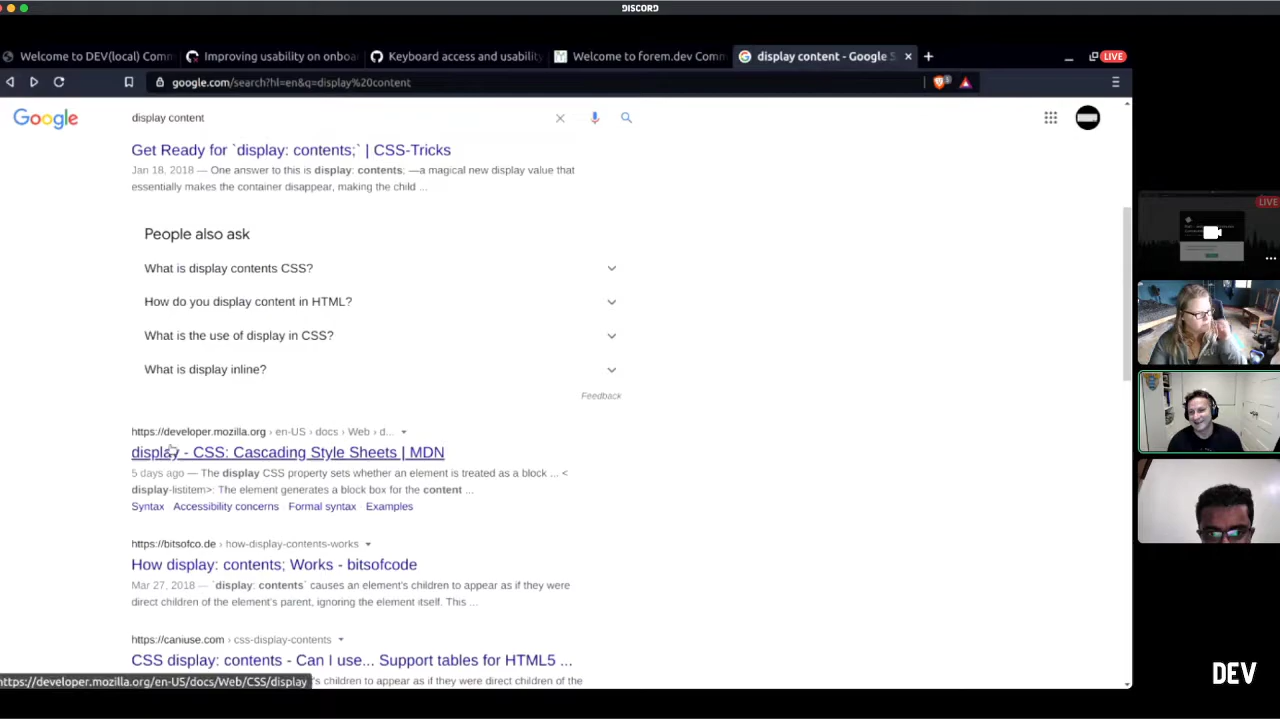 DISCORD
Welcome to DEV(local) Comm
Improving usability on onboa
Keyboard access and usability
Welcome to forem.dev Comm
display content - Google S
LIVE
google.com/search?hl=en&q=display%20content
1
Google
display content
Get Ready for `display: contents;` | CSS-Tricks
Jan 18, 2018 — One answer to this is display: contents; —a magical new display value that
essentially makes the container disappear, making the child ...
LIVE
People also ask
What is display contents CSS?
How do you display content in HTML?
What is the use of display in CSS?
What is display inline?
Feedback
https://developer.mozilla.org › en-US › docs › Web › d...
display - CSS: Cascading Style Sheets | MDN
5 days ago — The display CSS property sets whether an element is treated as a block ... <
display-listitem>: The element generates a block box for the content ...
Syntax Accessibility concerns Formal syntax Examples
https://bitsofco.de › how-display-contents-works
How display: contents; Works - bitsofcode
Mar 27, 2018 — `display: contents` causes an element's children to appear as if they were
direct children of the element's parent, ignoring the element itself. This ...
https://caniuse.com › css-display-contents
CSS display: contents - Can I use... Support tables for HTML5 ...
's children to appear as if they were direct children of the
https://developer.mozilla.org/en-US/docs/Web/CSS/display
DEV